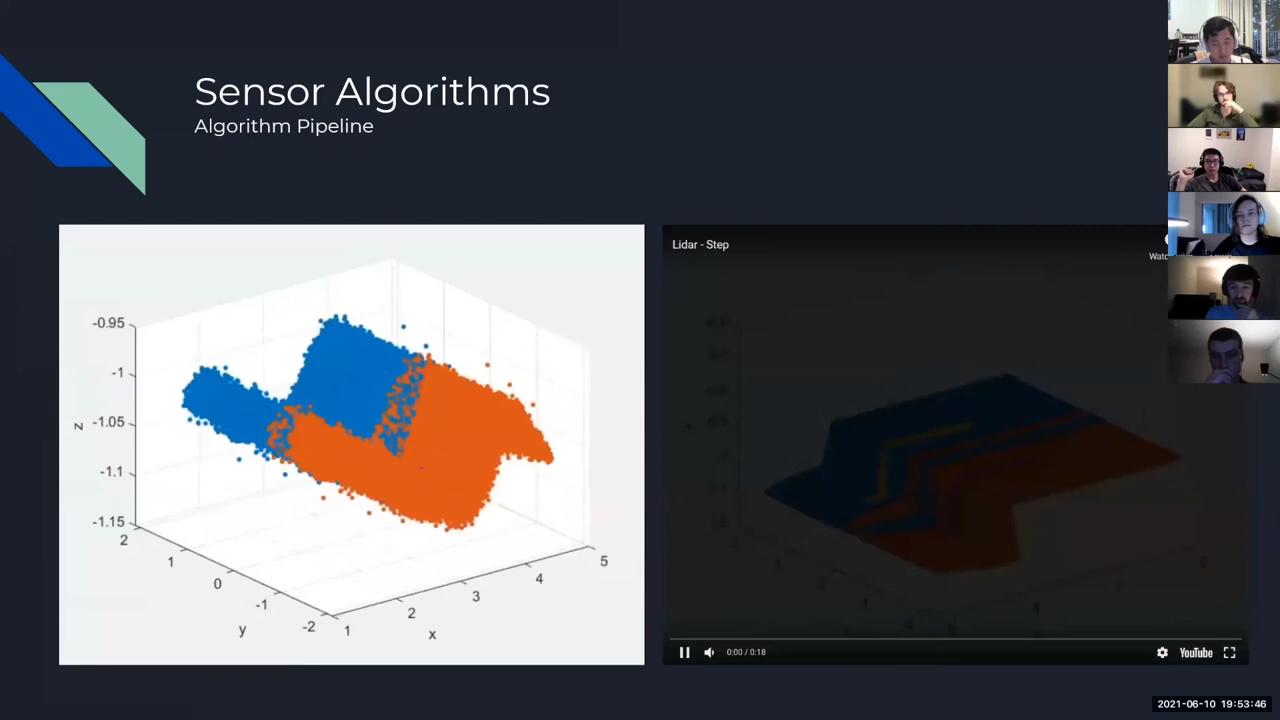 Sensor Algorithms
Algorithm Pipeline
-0.95
-1
-1.05
-1.1
-1.15
z
2
1
0
-1
-2
y
1
2
3
4
5
x
Lidar - Step
0:00 / 0:18
YouTube
2021-06-10 19:53:46